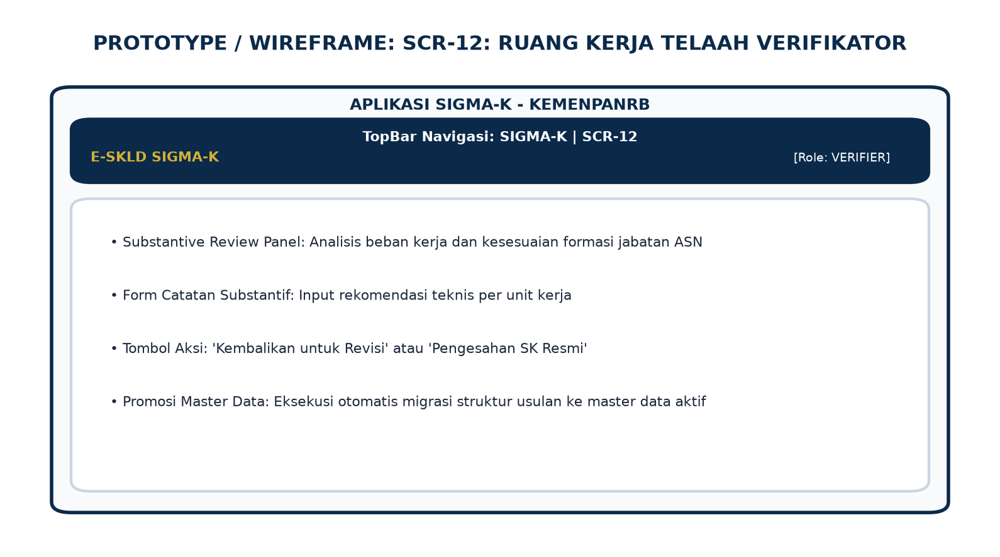 PROTOTYPE / WIREFRAME: SCR-12: RUANG KERJA TELAAH VERIFIKATOR
APLIKASI SIGMA-K - KEMENPANRB
TopBar Navigasi: SIGMA-K | SCR-12
E-SKLD SIGMA-K
[Role: VERIFIER]
• Substantive Review Panel: Analisis beban kerja dan kesesuaian formasi jabatan ASN
• Form Catatan Substantif: Input rekomendasi teknis per unit kerja
• Tombol Aksi: 'Kembalikan untuk Revisi' atau 'Pengesahan SK Resmi'
• Promosi Master Data: Eksekusi otomatis migrasi struktur usulan ke master data aktif